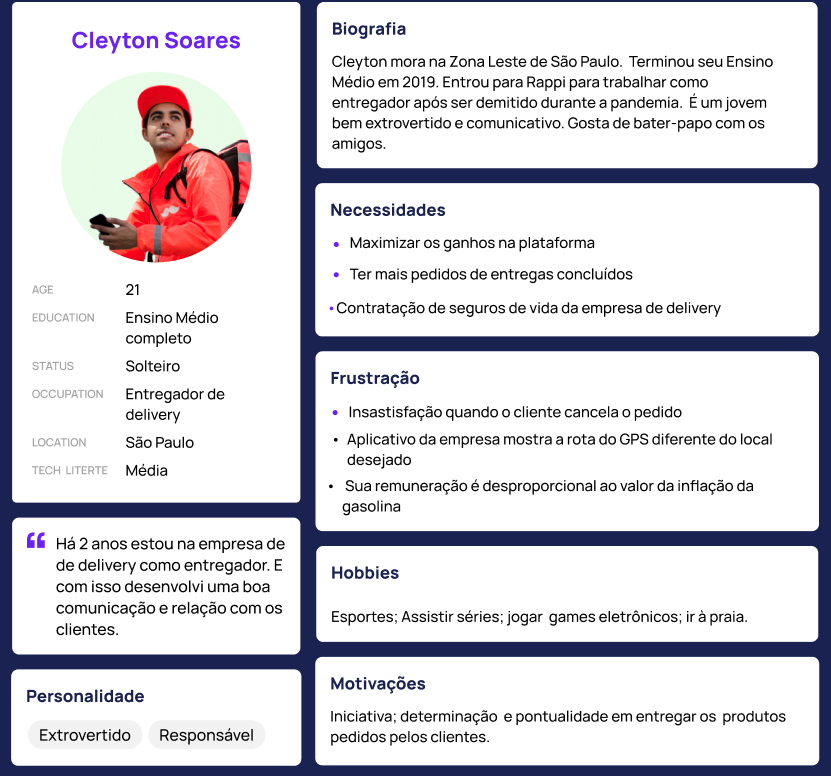 Cleyton Soares
AGE 21
EDUCATION Ensino Médio
completo
STATUS Solteiro
OCCUPATION Entregador de
delivery
LOCATION São Paulo
TECH LITERTE Média
“ Há 2 anos estou na empresa de
de delivery como entregador. E
com isso desenvolvi uma boa
comunicação e relação com os
clientes.
Personalidade
Extrovertido Responsável
Biografia
Cleyton mora na Zona Leste de São Paulo. Terminou seu Ensino
Médio em 2019. Entrou para Rappi para trabalhar como
entregador após ser demitido durante a pandemia. É um jovem
bem extrovertido e comunicativo. Gosta de bater-papo com os
amigos.
Necessidades
• Maximizar os ganhos na plataforma
• Ter mais pedidos de entregas concluídos
• Contratação de seguros de vida da empresa de delivery
Frustração
• Insastisfação quando o cliente cancela o pedido
• Aplicativo da empresa mostra a rota do GPS diferente do local
desejado
• Sua remuneração é desproporcional ao valor da inflação da
gasolina
Hobbies
Esportes; Assistir séries; jogar games eletrônicos; ir à praia.
Motivações
Iniciativa; determinação e pontualidade em entregar os produtos
pedidos pelos clientes.